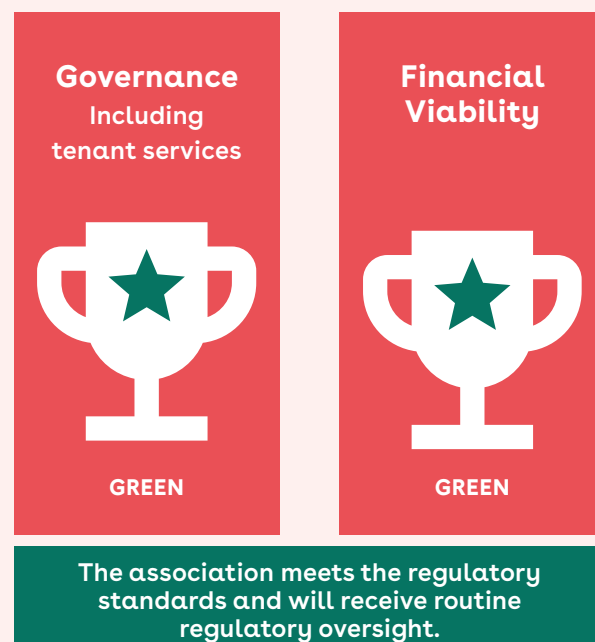 Governance
Including
tenant services
GREEN
Financial
Viability
GREEN
The association meets the regulatory
standards and will receive routine
regulatory oversight.